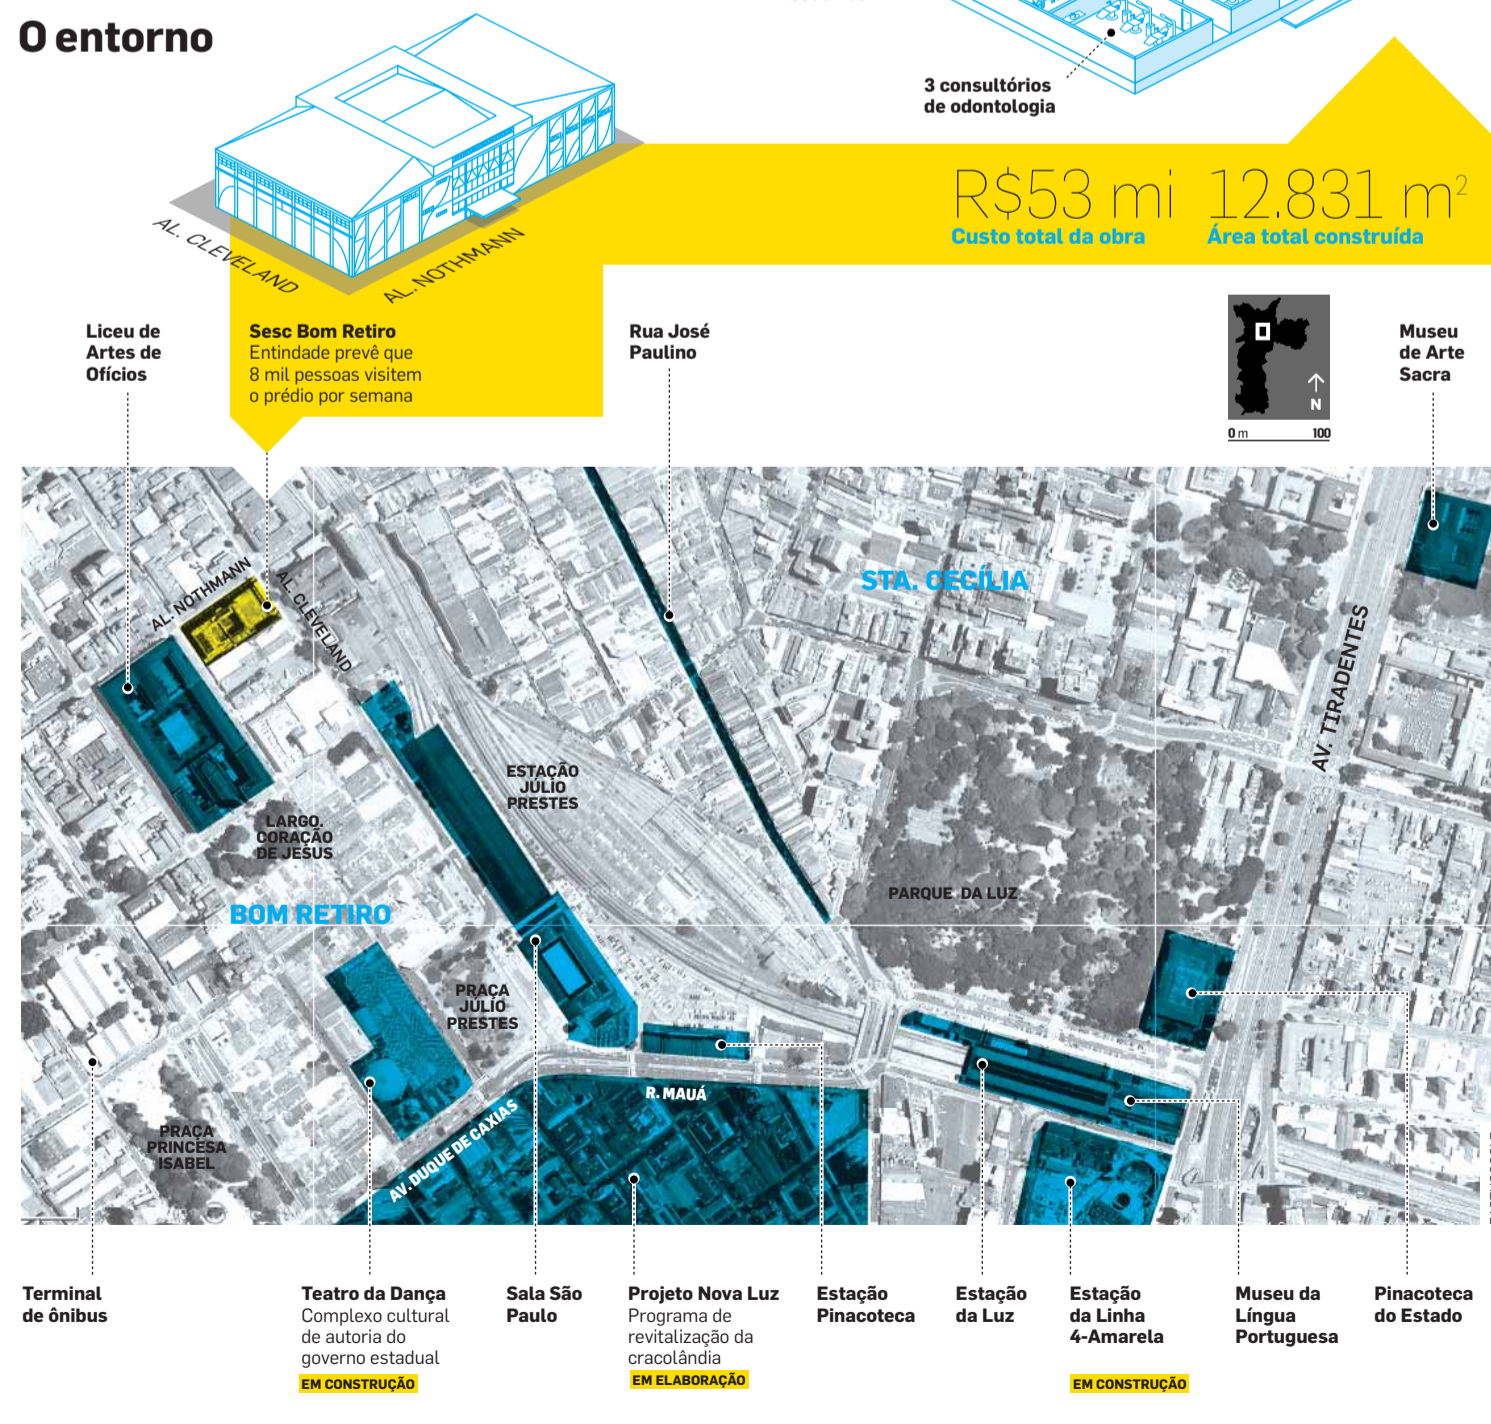 O entorno
3 consultórios
de odontologia
R$53 mi
Custo total da obra
12.831 m²
Área total construída
AL. CLEVELAND
AL. NOTHMANN
Liceu de
Artes de
Ofícios
Sesc Bom Retiro
Entindade prevê que
8 mil pessoas visitem
o prédio por semana
Rua José
Paulino
N
0 m 100
Museu
de Arte
Sacra
AL. NOTHMANN
AL. CLEVELAND
STA. CECÍLIA
AV. TIRADENTES
ESTAÇÃO
JÚLIO
PRESTES
LARGO.
CORAÇÃO
DE JESUS
PARQUE DA LUZ
BOM RETIRO
PRAÇA
JÚLIO
PRESTES
R. MAUÁ
AV. DUQUE DE CAXIAS
PRAÇA
PRINCESA
ISABEL
Terminal
de ônibus
Teatro da Dança
Complexo cultural
de autoria do
governo estadual
EM CONSTRUÇÃO
Sala São
Paulo
Projeto Nova Luz
Programa de
revitalização da
cracolândia
EM ELABORAÇÃO
Estação
Pinacoteca
Estação
da Luz
Estação
da Linha
4-Amarela
EM CONSTRUÇÃO
Museu da
Língua
Portuguesa
Pinacoteca
do Estado